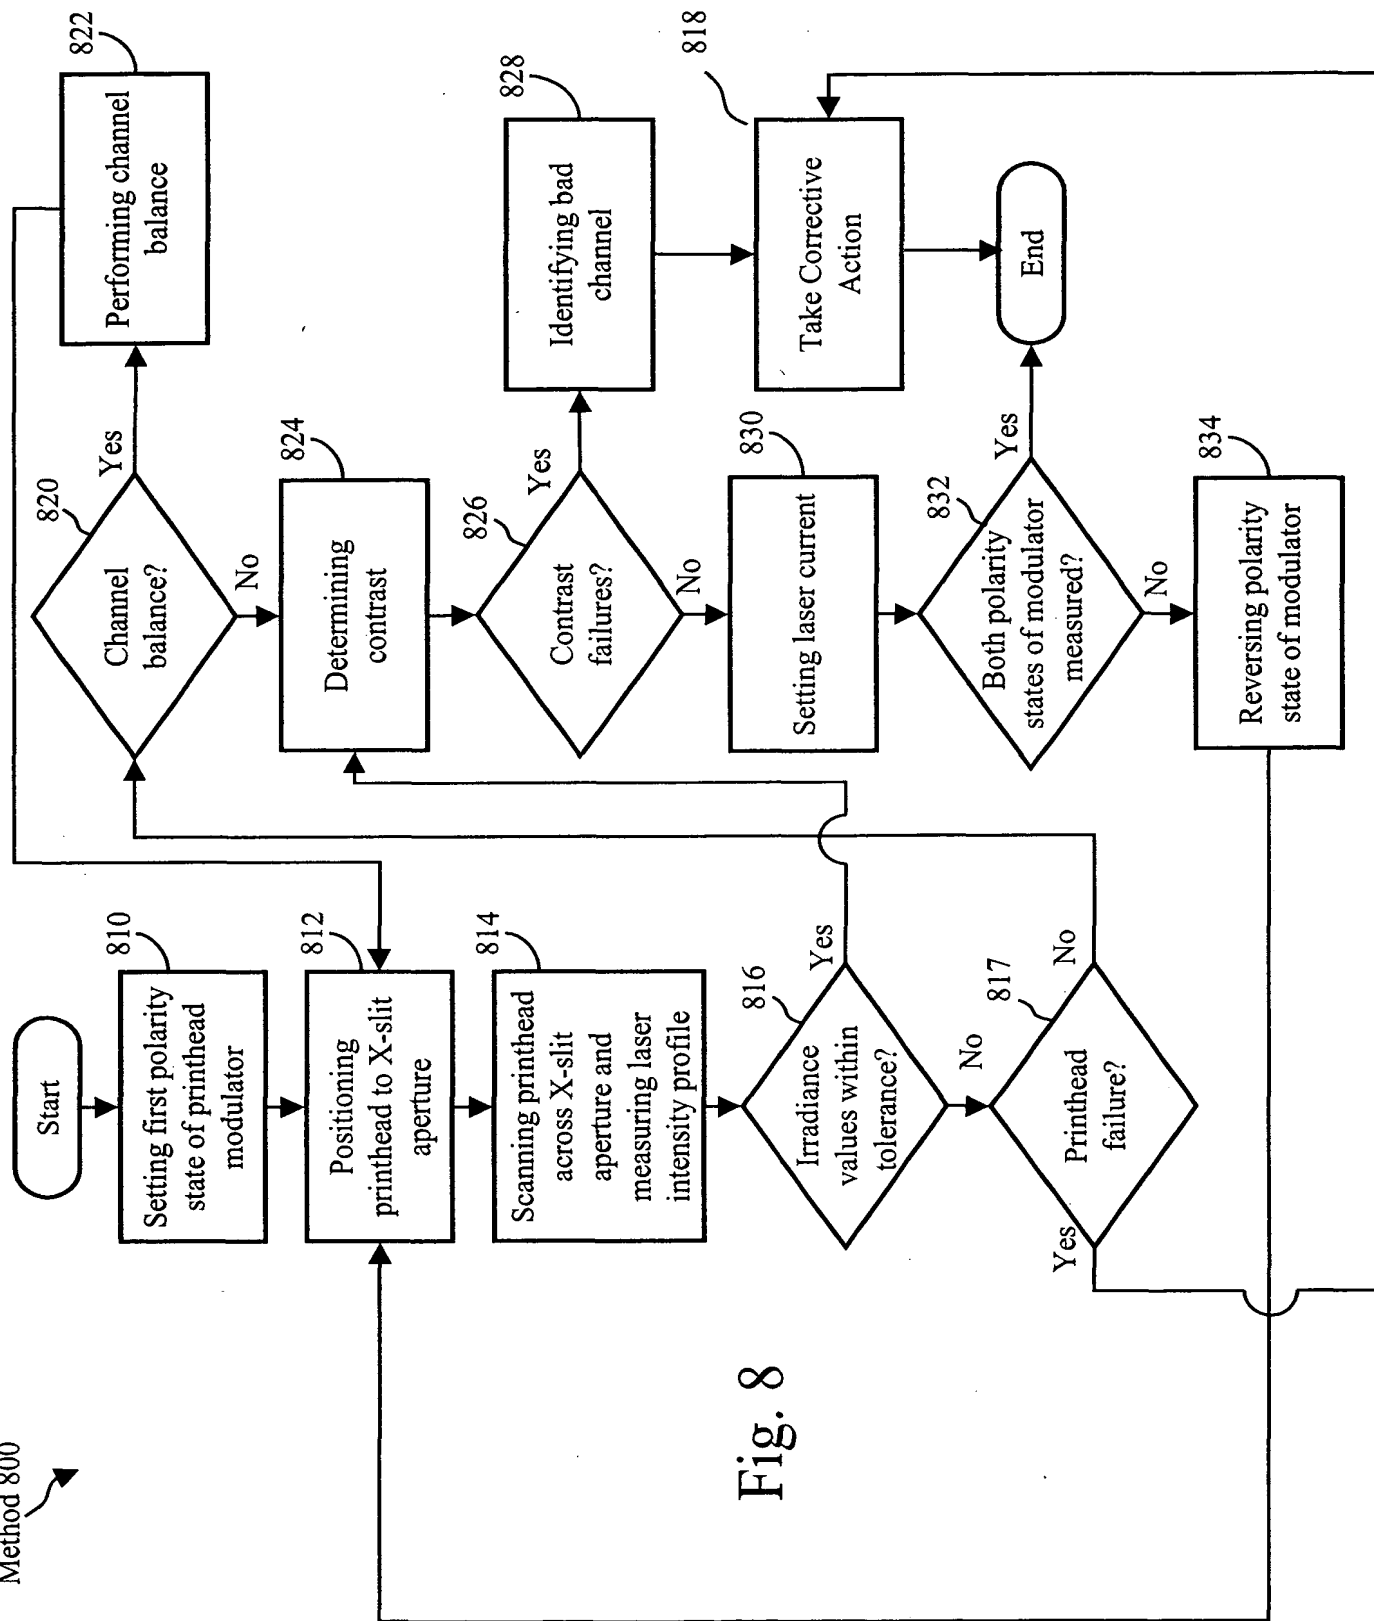 Method 800
Start
810
Setting first polarity
state of printhead
modulator
812
Positioning
printhead to X-slit
aperture
814
Scanning printhead
across X-slit
aperture and
measuring laser
intensity profile
816
Irradiance
values within
tolerance?
Yes
No
817
Printhead
failure?
Yes
No
820
Channel
balance?
Yes
No
822
Performing channel
balance
824
Determining
contrast
826
Contrast
failures?
Yes
No
828
Identifying bad
channel
818
Take Corrective
Action
830
Setting laser current
832
Both polarity
states of modulator
measured?
Yes
No
End
834
Reversing polarity
state of modulator
Fig. 8